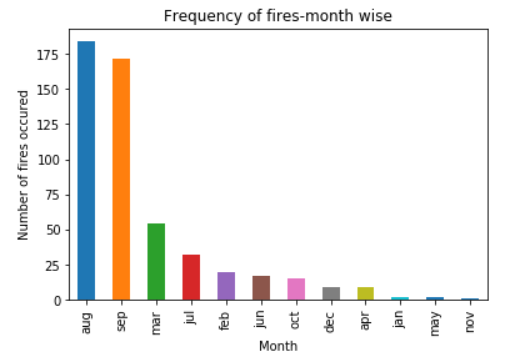 Frequency of fires-month wise
Number of fires occured
175
150
125
100
75
50
25
0
aug sep mar jul feb jun oct dec apr jan may nov
Month